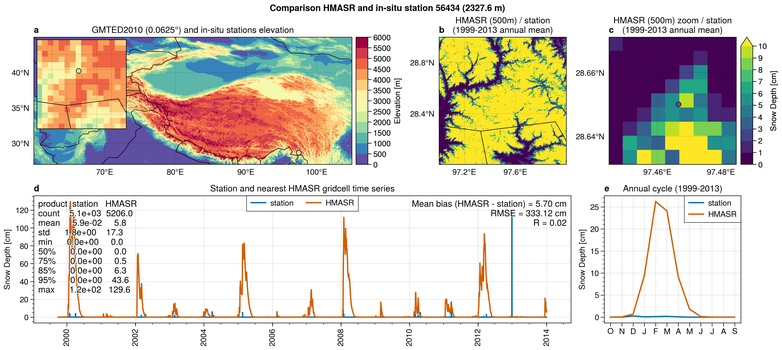 Comparison HMASR and in-situ station 56434 (2327.6 m)
a GMTED2010 (0.0625°) and in-situ stations elevation
40°N
35°N
30°N
70°E 80°E 90°E 100°E
6000
5500
5000
4500
4000
3500
3000
2500
2000
1500
1000
500
0
Elevation [m]
b HMASR (500m) / station
(1999-2013 annual mean)
28.8°N
28.4°N
97.2°E 97.6°E
c HMASR (500m) zoom / station
(1999-2013 annual mean)
28.66°N
28.64°N
97.46°E 97.48°E
10
9
8
7
6
5
4
3
2
1
0
Snow Depth [cm]
d Station and nearest HMASR gridcell time series
Snow Depth [cm]
120
100
80
60
40
20
0
product station HMASR
count 5.1e+03 5206.0
mean 5.9e-02 5.8
std 1.8e+00 17.3
min 0.0e+00 0.0
50% 0.0e+00 0.0
75% 0.0e+00 0.5
85% 0.0e+00 6.3
95% 0.0e+00 43.6
max 1.2e+02 129.6
station HMASR
Mean bias (HMASR - station) = 5.70 cm
RMSE = 333.12 cm
R = 0.02
2000 2002 2004 2006 2008 2010 2012 2014
e Annual cycle (1999-2013)
station
HMASR
Snow Depth [cm]
25
20
15
10
5
0
O N D J F M A M J J A S